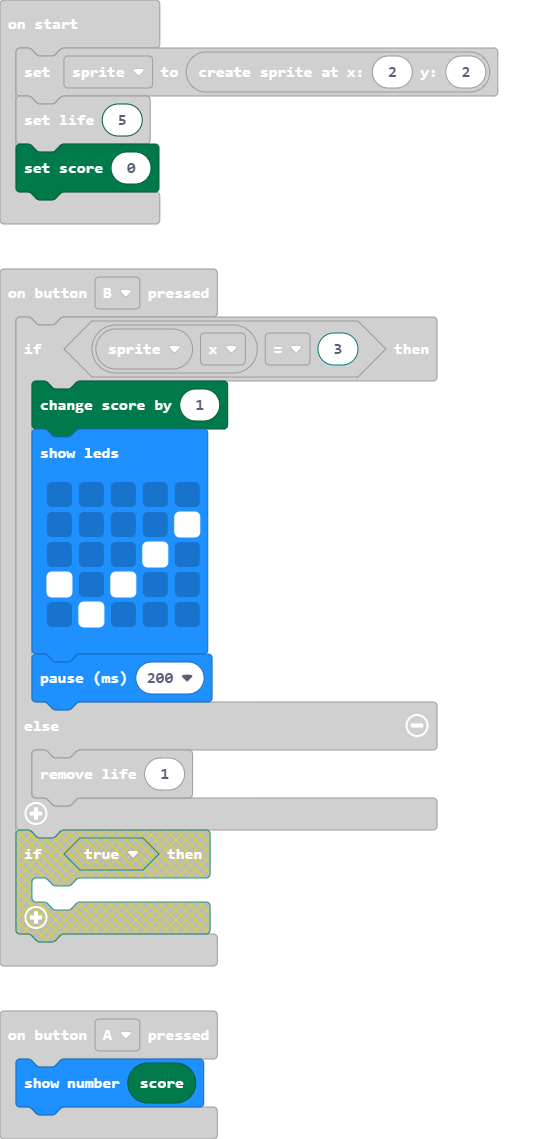 on start
set sprite to create sprite at x: 2 y: 2
set life 5
set score 0
on button B pressed
if sprite x = 3 then
change score by 1
show leds
pause (ms) 200
else
remove life 1
if true then
on button A pressed
show number score